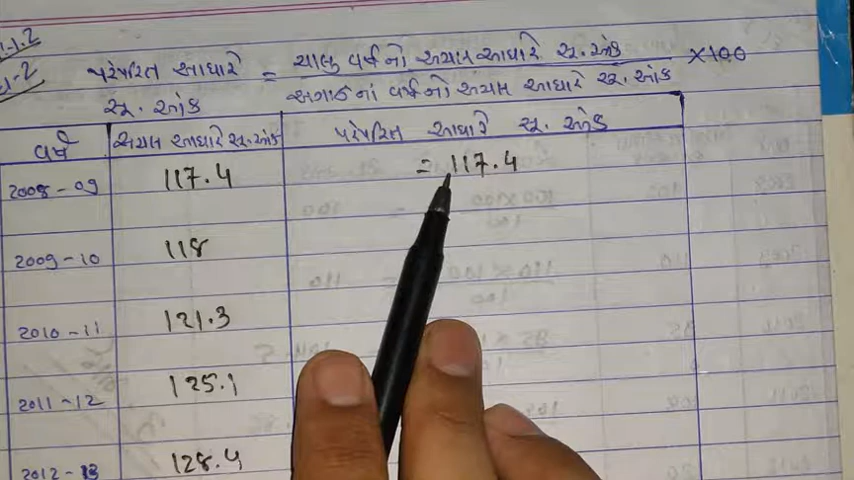 પરંપરિત આધારે = ચાલુ વર્ષનો અચલ આધારે સૂ. આંક × 100
સૂ. આંક અગાઉનાં વર્ષનો અચલ આધારે સૂ. આંક
વર્ષ અચલ આધારે સૂ. આંક પરંપરિત આધારે સૂ. આંક
2008-09 117.4 = 117.4
2009-10 118
2010-11 121.3
2011-12 125.1
2012-13 128.4